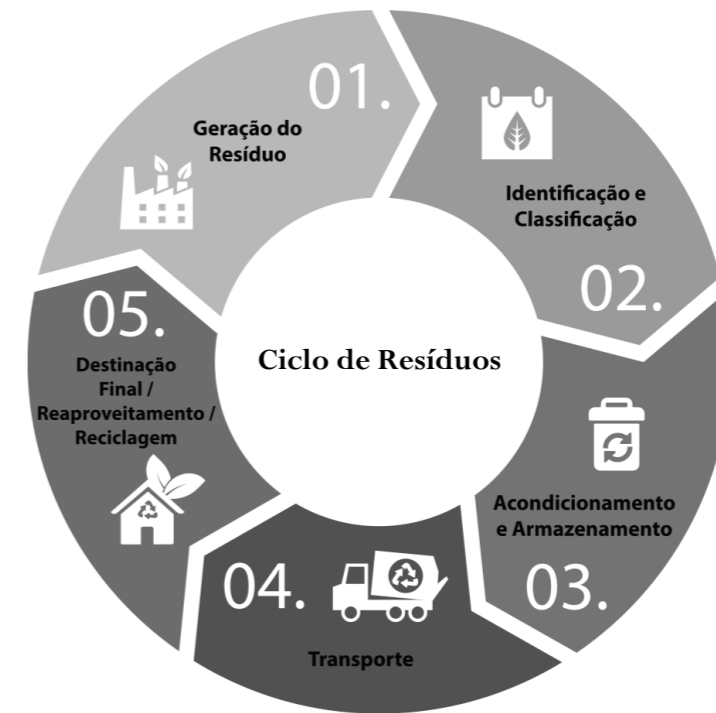 01.
Geração do
Resíduo
Identificação e
Classificação
02.
Acondicionamento
e Armazenamento
03.
04.
Transporte
05.
Destinação
Final /
Reaproveitamento /
Reciclagem
Ciclo de Resíduos